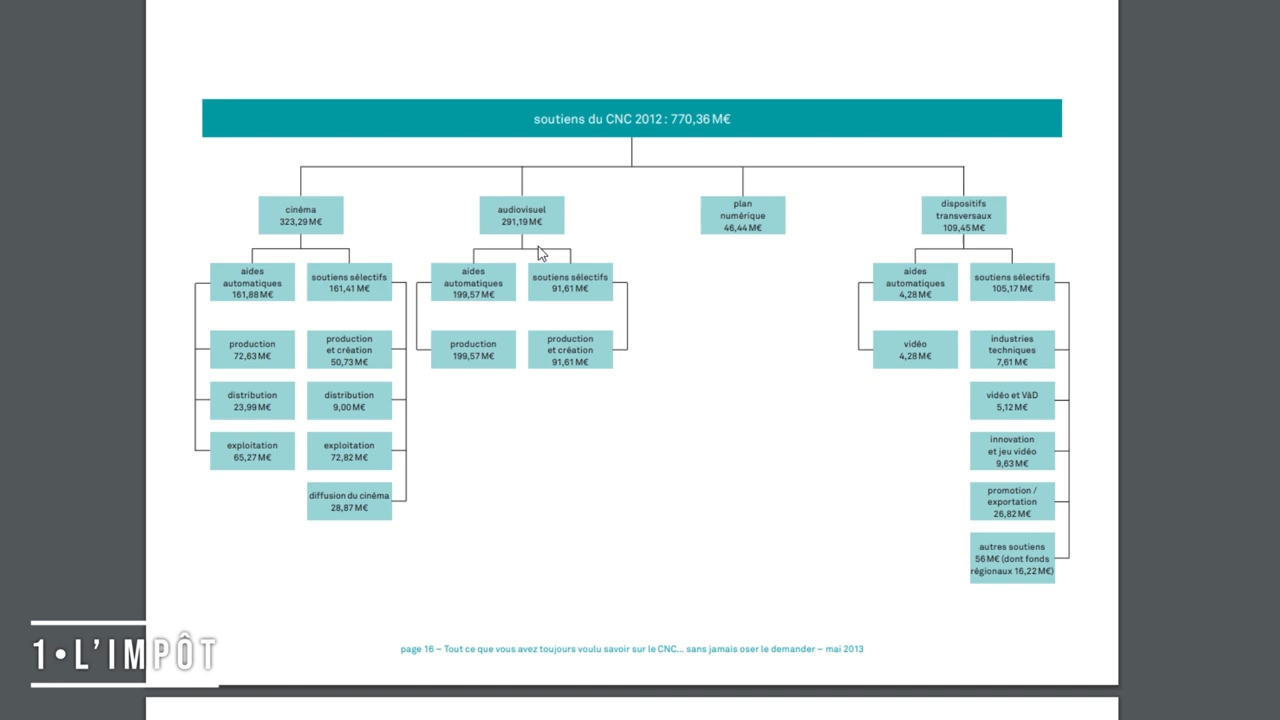 soutiens du CNC 2012 : 770,36 M€
cinéma
323,29 M€
audiovisuel
291,19 M€
plan
numérique
46,44 M€
dispositifs
transversaux
109,45 M€
aides
automatiques
161,88 M€
soutiens sélectifs
161,41 M€
aides
automatiques
199,57 M€
soutiens sélectifs
91,61 M€
aides
automatiques
4,28 M€
soutiens sélectifs
105,17 M€
production
72,63 M€
production
et création
50,73 M€
production
199,57 M€
production
et création
91,61 M€
vidéo
4,28 M€
industries
techniques
7,61 M€
distribution
23,99 M€
distribution
9,00 M€
vidéo et VàD
5,12 M€
exploitation
65,27 M€
exploitation
72,82 M€
innovation
et jeu vidéo
9,63 M€
diffusion du cinéma
28,87 M€
promotion /
exportation
26,82 M€
autres soutiens
56 M€ (dont fonds
régionaux 16,22 M€)
1•L'IMPÔT
page 16 – Tout ce que vous avez toujours voulu savoir sur le CNC... sans jamais oser le demander – mai 2013